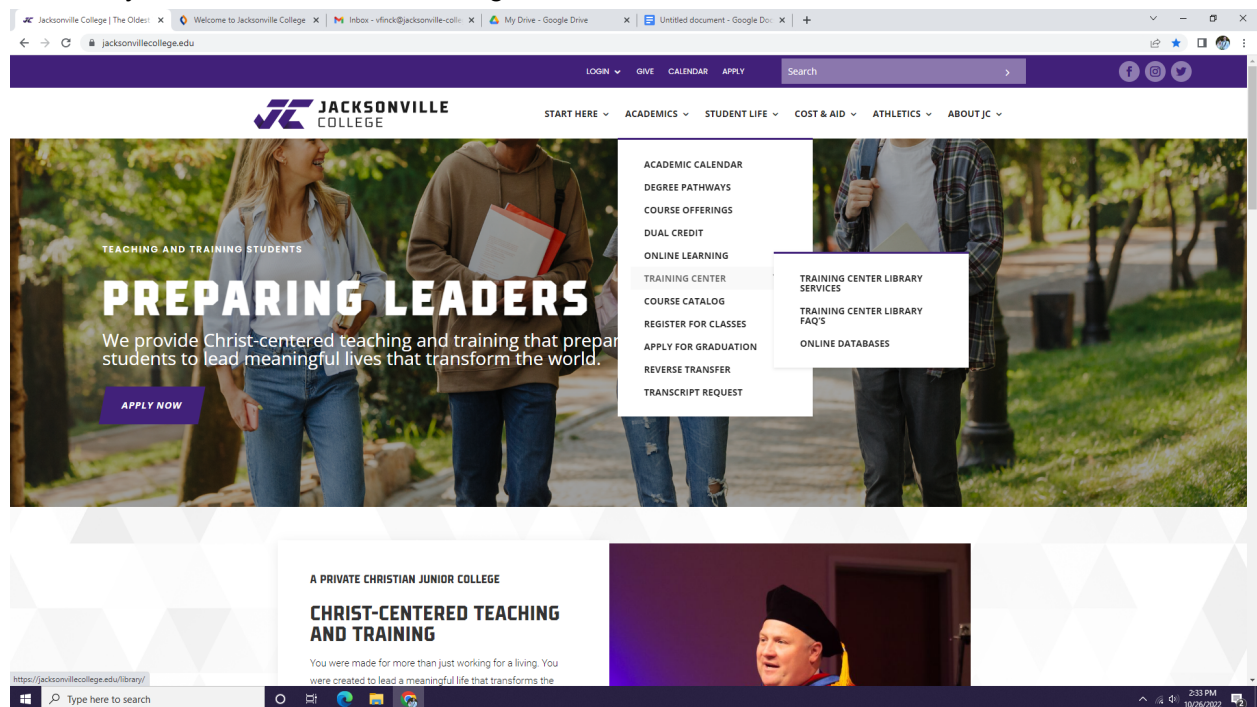 Jacksonville College | The Oldest
Welcome to Jacksonville College
Inbox - vfinck@jacksonville-colle
My Drive - Google Drive
Untitled document - Google Doc
jacksonvillecollege.edu
LOGIN GIVE CALENDAR APPLY Search
JC JACKSONVILLE
COLLEGE
START HERE ACADEMICS STUDENT LIFE COST & AID ATHLETICS ABOUT JC
ACADEMIC CALENDAR
DEGREE PATHWAYS
COURSE OFFERINGS
DUAL CREDIT
ONLINE LEARNING
TRAINING CENTER
COURSE CATALOG
REGISTER FOR CLASSES
APPLY FOR GRADUATION
REVERSE TRANSFER
TRANSCRIPT REQUEST
TRAINING CENTER LIBRARY
SERVICES
TRAINING CENTER LIBRARY
FAQ'S
ONLINE DATABASES
TEACHING AND TRAINING STUDENTS
PREPARING LEADERS
We provide Christ-centered teaching and training that prepar
students to lead meaningful lives that transform the world.
APPLY NOW
A PRIVATE CHRISTIAN JUNIOR COLLEGE
CHRIST-CENTERED TEACHING
AND TRAINING
You were made for more than just working for a living. You
were created to lead a meaningful life that transforms the
https://jacksonvillecollege.edu/library/
Type here to search
2:33 PM
10/26/2022
2